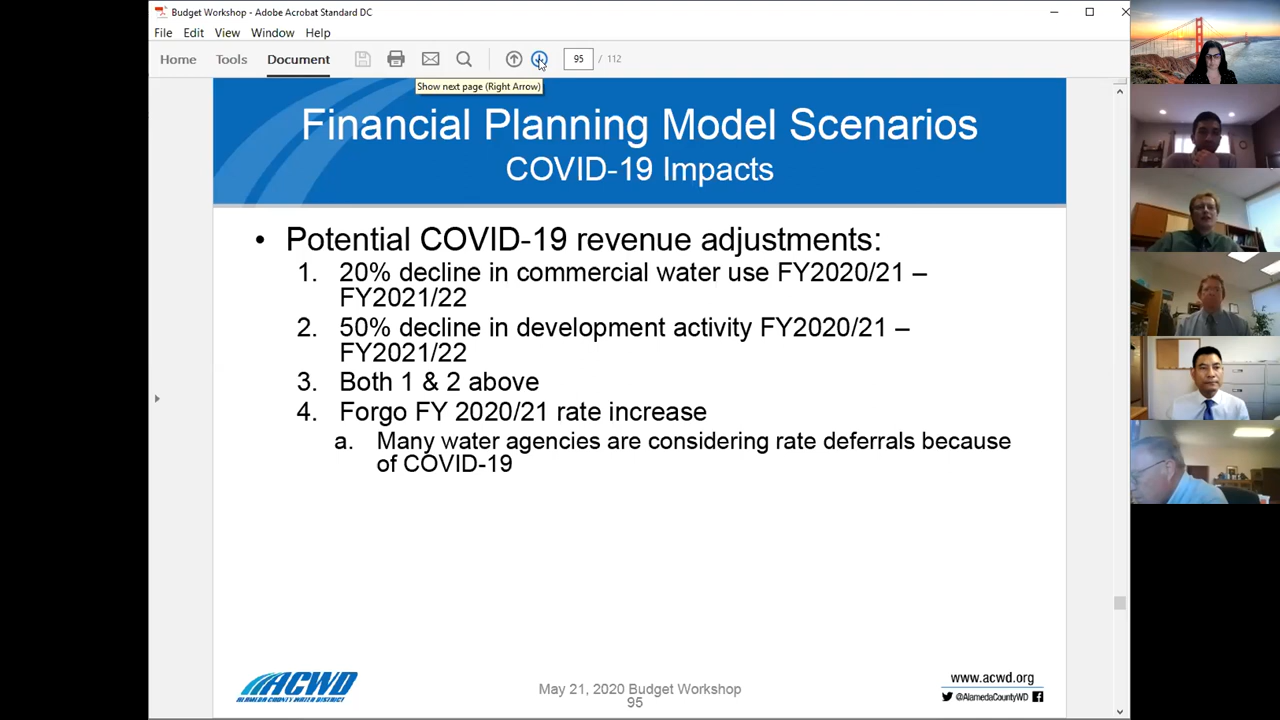 Budget Workshop - Adobe Acrobat Standard DC
File Edit View Window Help
Home Tools Document 95 / 112
Show next page (Right Arrow)
Financial Planning Model Scenarios
COVID-19 Impacts
• Potential COVID-19 revenue adjustments:
1. 20% decline in commercial water use FY2020/21 –
FY2021/22
2. 50% decline in development activity FY2020/21 –
FY2021/22
3. Both 1 & 2 above
4. Forgo FY 2020/21 rate increase
a. Many water agencies are considering rate deferrals because
of COVID-19
ACWD
ALAMEDA COUNTY WATER DISTRICT
May 21, 2020 Budget Workshop
95
www.acwd.org
@AlamedaCountyWD